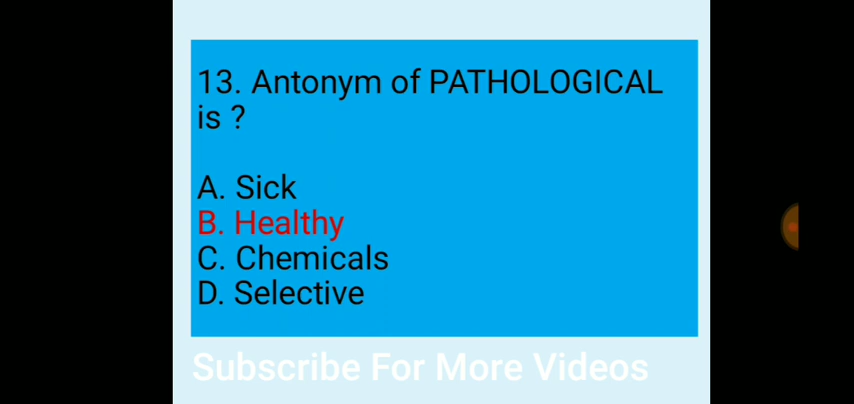 13. Antonym of PATHOLOGICAL
is ?
A. Sick
B. Healthy
C. Chemicals
D. Selective
Subscribe For More Videos